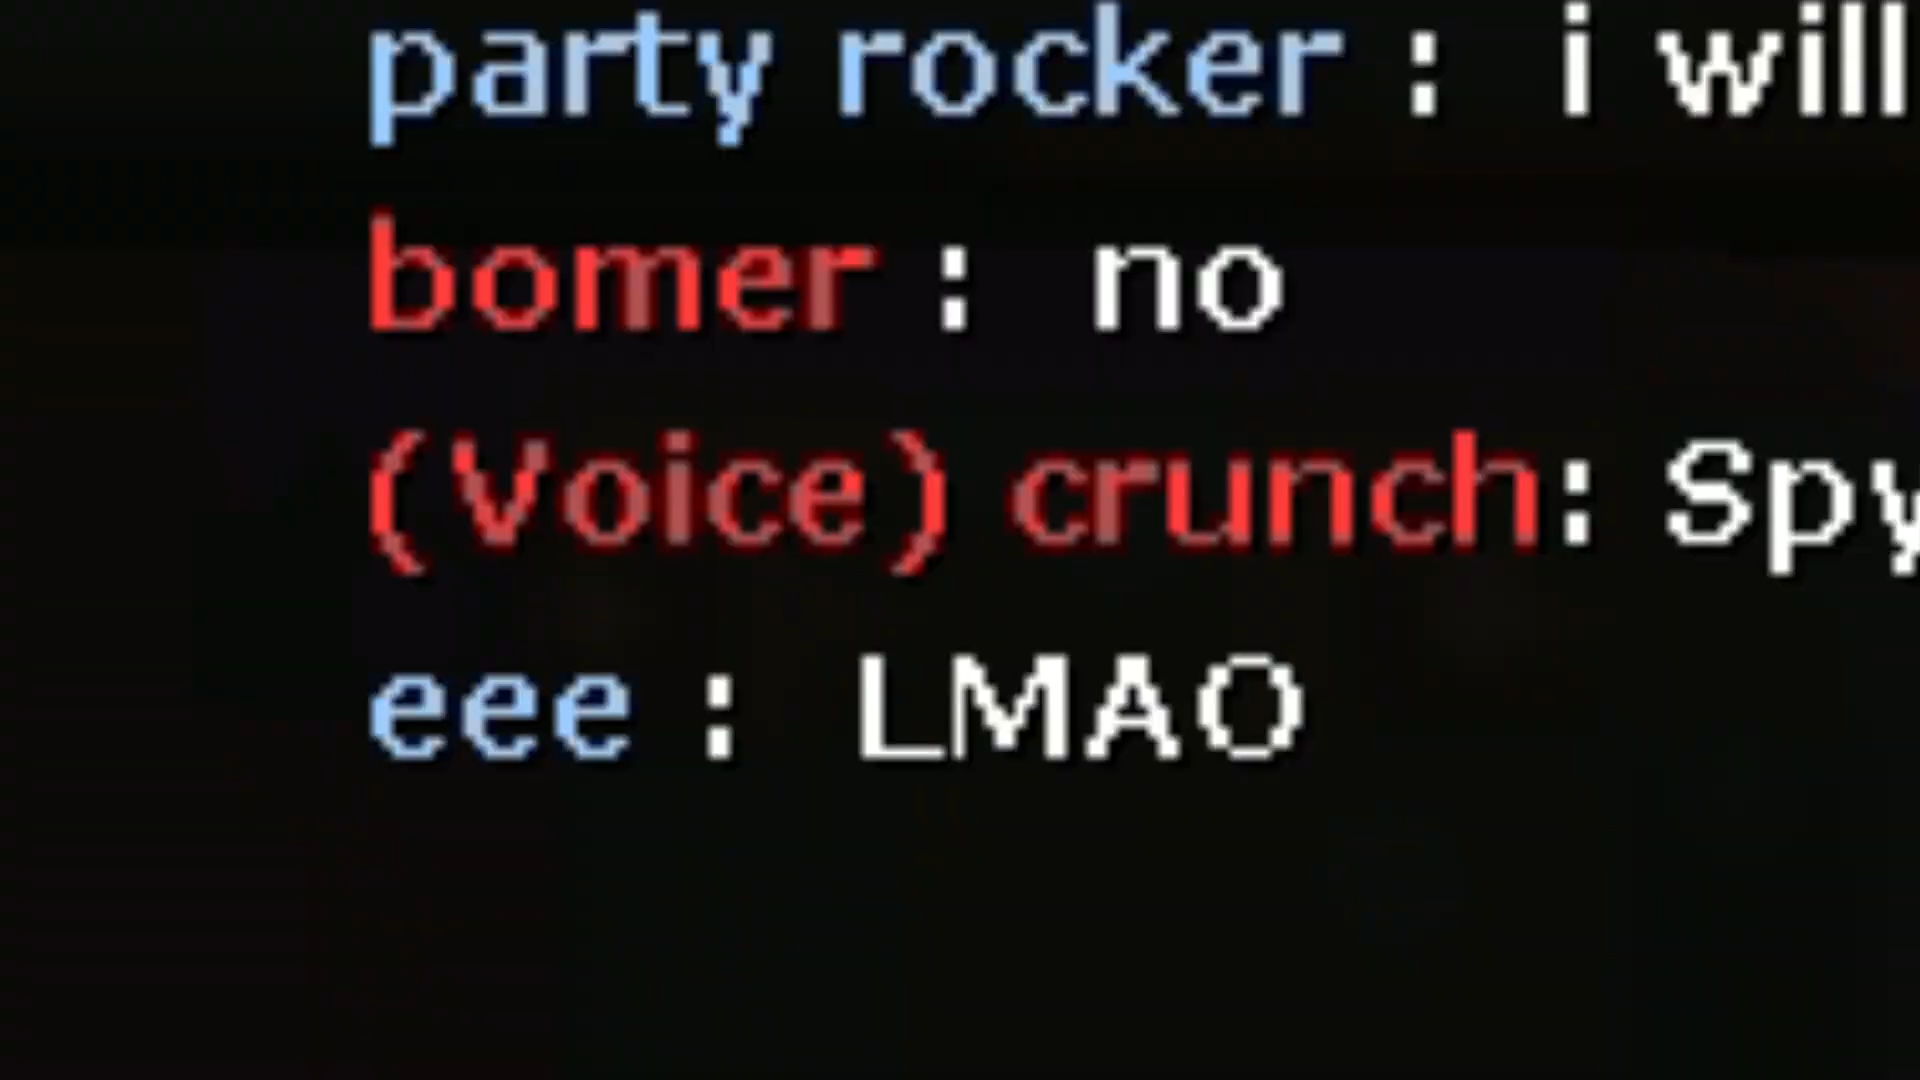 party rocker :  i will
bomer :  no
(Voice) crunch: Spy
eee :  LMAO